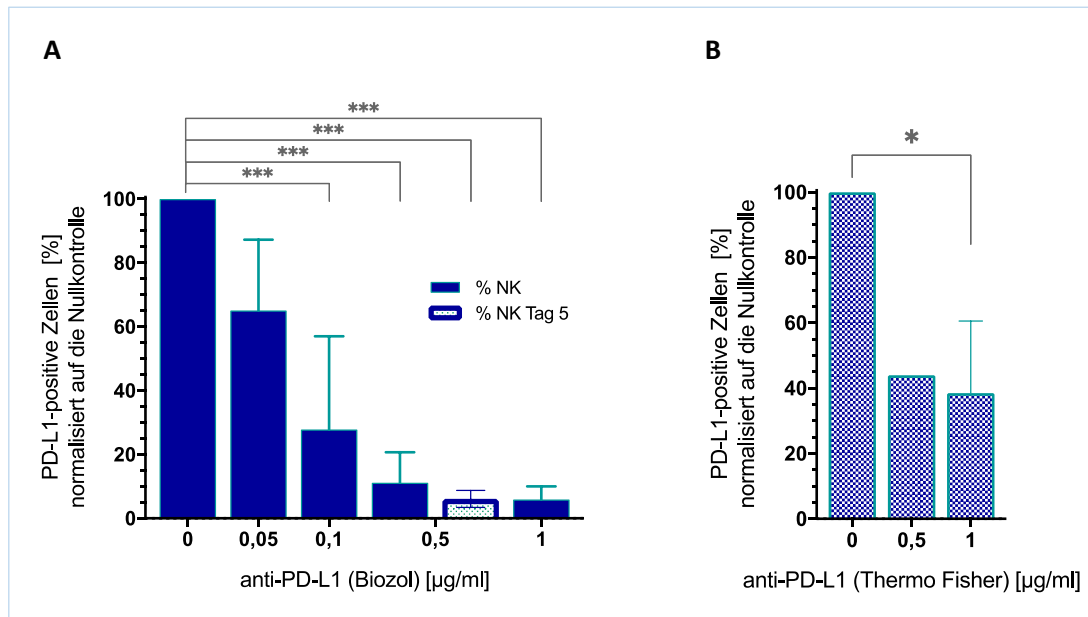 A
***
***
***
***
PD-L1-positive Zellen [%]
normalisiert auf die Nullkontrolle
100
80
60
40
20
0
% NK
% NK Tag 5
0 0,05 0,1 0,5 1
anti-PD-L1 (Biozol) [µg/ml]
B
*
PD-L1-positive Zellen [%]
normalisiert auf die Nullkontrolle
100
80
60
40
20
0
0 0,5 1
anti-PD-L1 (Thermo Fisher) [µg/ml]